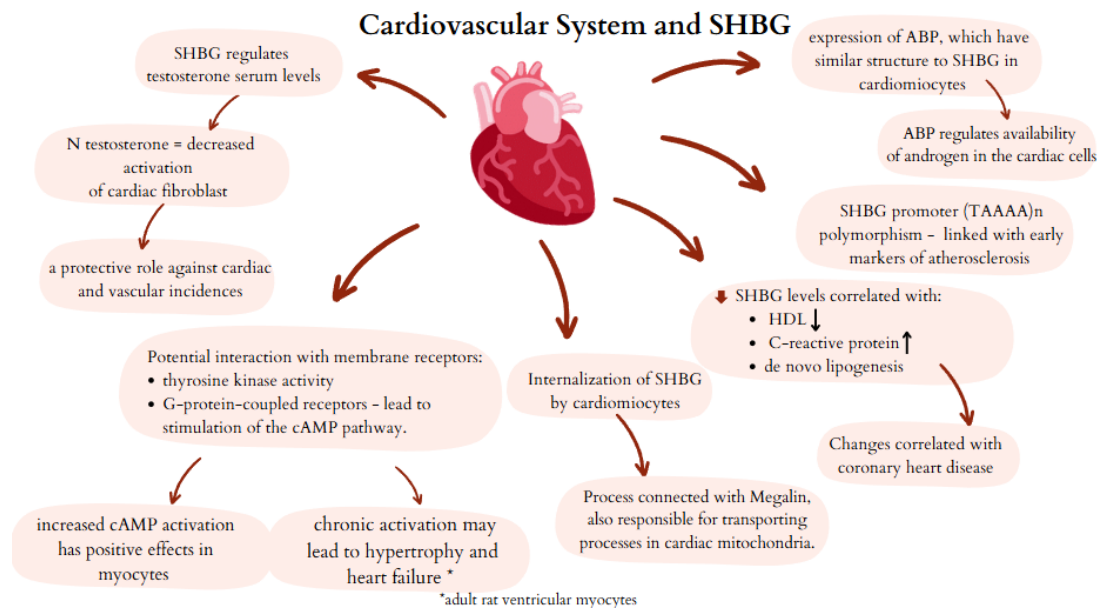 Cardiovascular System and SHBG
SHBG regulates
testosterone serum levels
N testosterone = decreased
activation
of cardiac fibroblast
a protective role against cardiac
and vascular incidences
Potential interaction with membrane receptors:
• thyrosine kinase activity
• G-protein-coupled receptors - lead to
stimulation of the cAMP pathway.
increased cAMP activation
has positive effects in
myocytes
chronic activation may
lead to hypertrophy and
heart failure *
*adult rat ventricular myocytes
Internalization of SHBG
by cardiomiocytes
Process connected with Megalin,
also responsible for transporting
processes in cardiac mitochondria.
expression of ABP, which have
similar structure to SHBG in
cardiomiocytes
ABP regulates availability
of androgen in the cardiac cells
SHBG promoter (TAAAA)n
polymorphism - linked with early
markers of atherosclerosis
⬇ SHBG levels correlated with:
• HDL ↓
• C-reactive protein ↑
• de novo lipogenesis
Changes correlated with
coronary heart disease